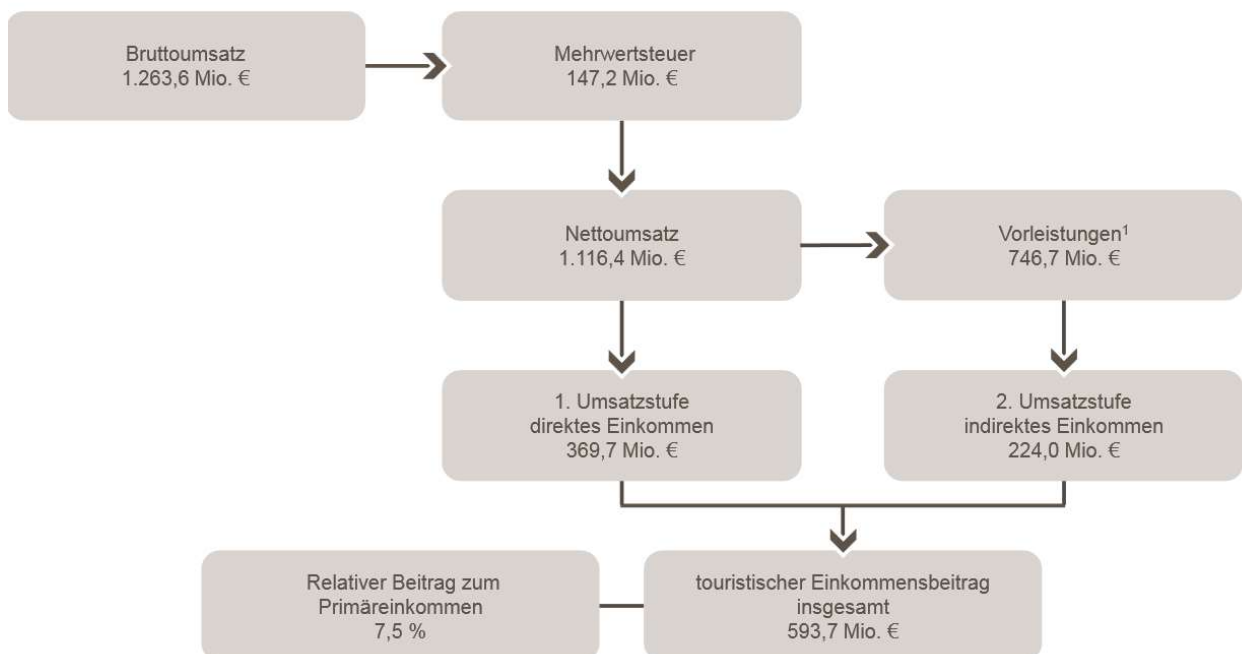 Bruttoumsatz
1.263,6 Mio. €
Mehrwertsteuer
147,2 Mio. €
Nettoumsatz
1.116,4 Mio. €
Vorleistungen¹
746,7 Mio. €
1. Umsatzstufe
direktes Einkommen
369,7 Mio. €
2. Umsatzstufe
indirektes Einkommen
224,0 Mio. €
Relativer Beitrag zum
Primäreinkommen
7,5 %
touristischer Einkommensbeitrag
insgesamt
593,7 Mio. €